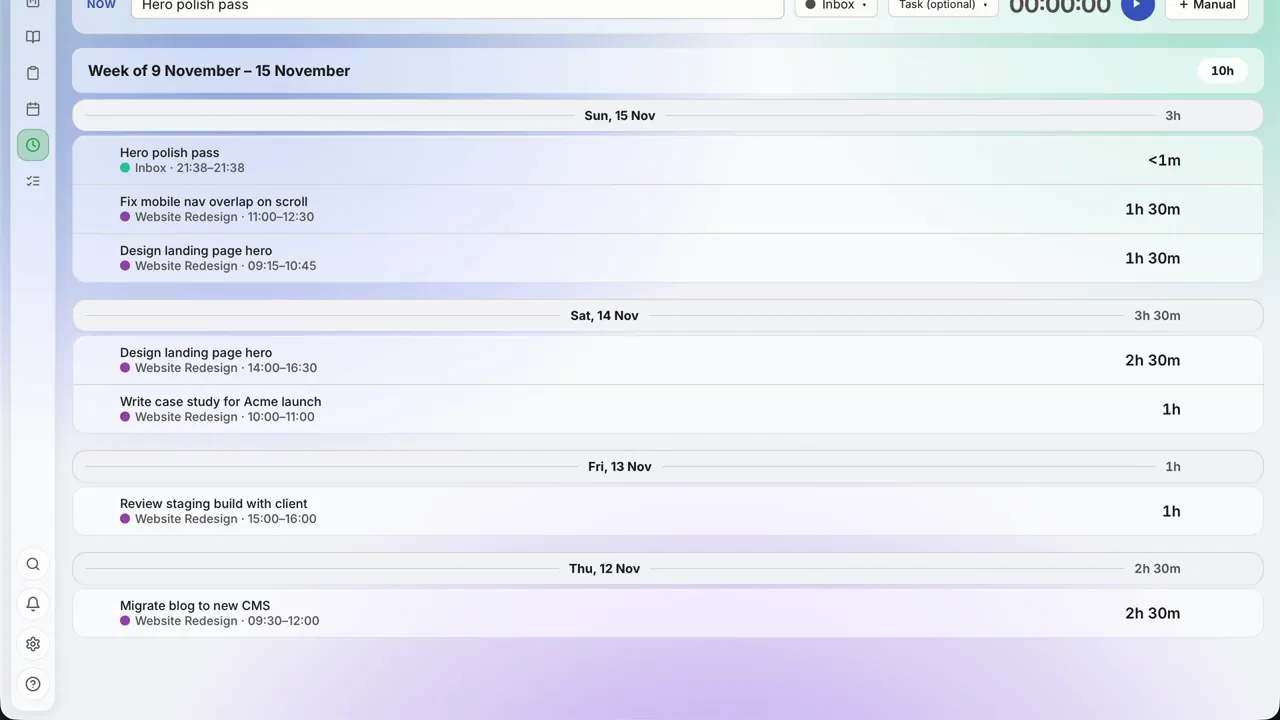 NOW Hero polish pass Inbox Task (optional) 00:00:00 + Manual
Week of 9 November – 15 November 10h
Sun, 15 Nov 3h
Hero polish pass
Inbox · 21:38–21:38 <1m
Fix mobile nav overlap on scroll
Website Redesign · 11:00–12:30 1h 30m
Design landing page hero
Website Redesign · 09:15–10:45 1h 30m
Sat, 14 Nov 3h 30m
Design landing page hero
Website Redesign · 14:00–16:30 2h 30m
Write case study for Acme launch
Website Redesign · 10:00–11:00 1h
Fri, 13 Nov 1h
Review staging build with client
Website Redesign · 15:00–16:00 1h
Thu, 12 Nov 2h 30m
Migrate blog to new CMS
Website Redesign · 09:30–12:00 2h 30m